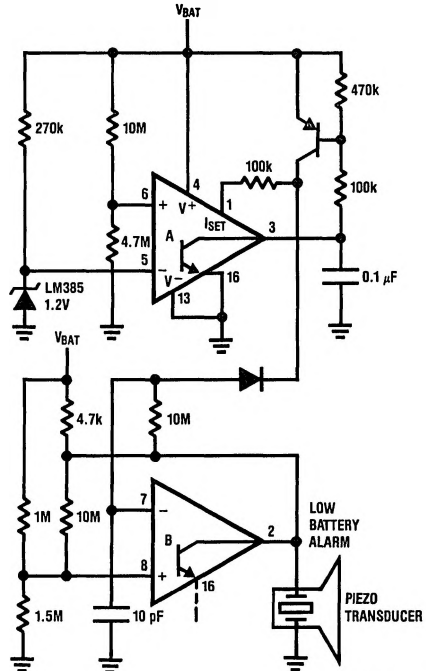 VBAT
270k
10M
470k
100k
100k
4
6
+
V+
1
ISET
3
A
4.7M
5
−
V−
16
13
LM385
1.2V
0.1 µF
VBAT
4.7k
10M
1M
10M
7
−
2
B
8
+
16
LOW
BATTERY
ALARM
1.5M
10 pF
PIEZO
TRANSDUCER